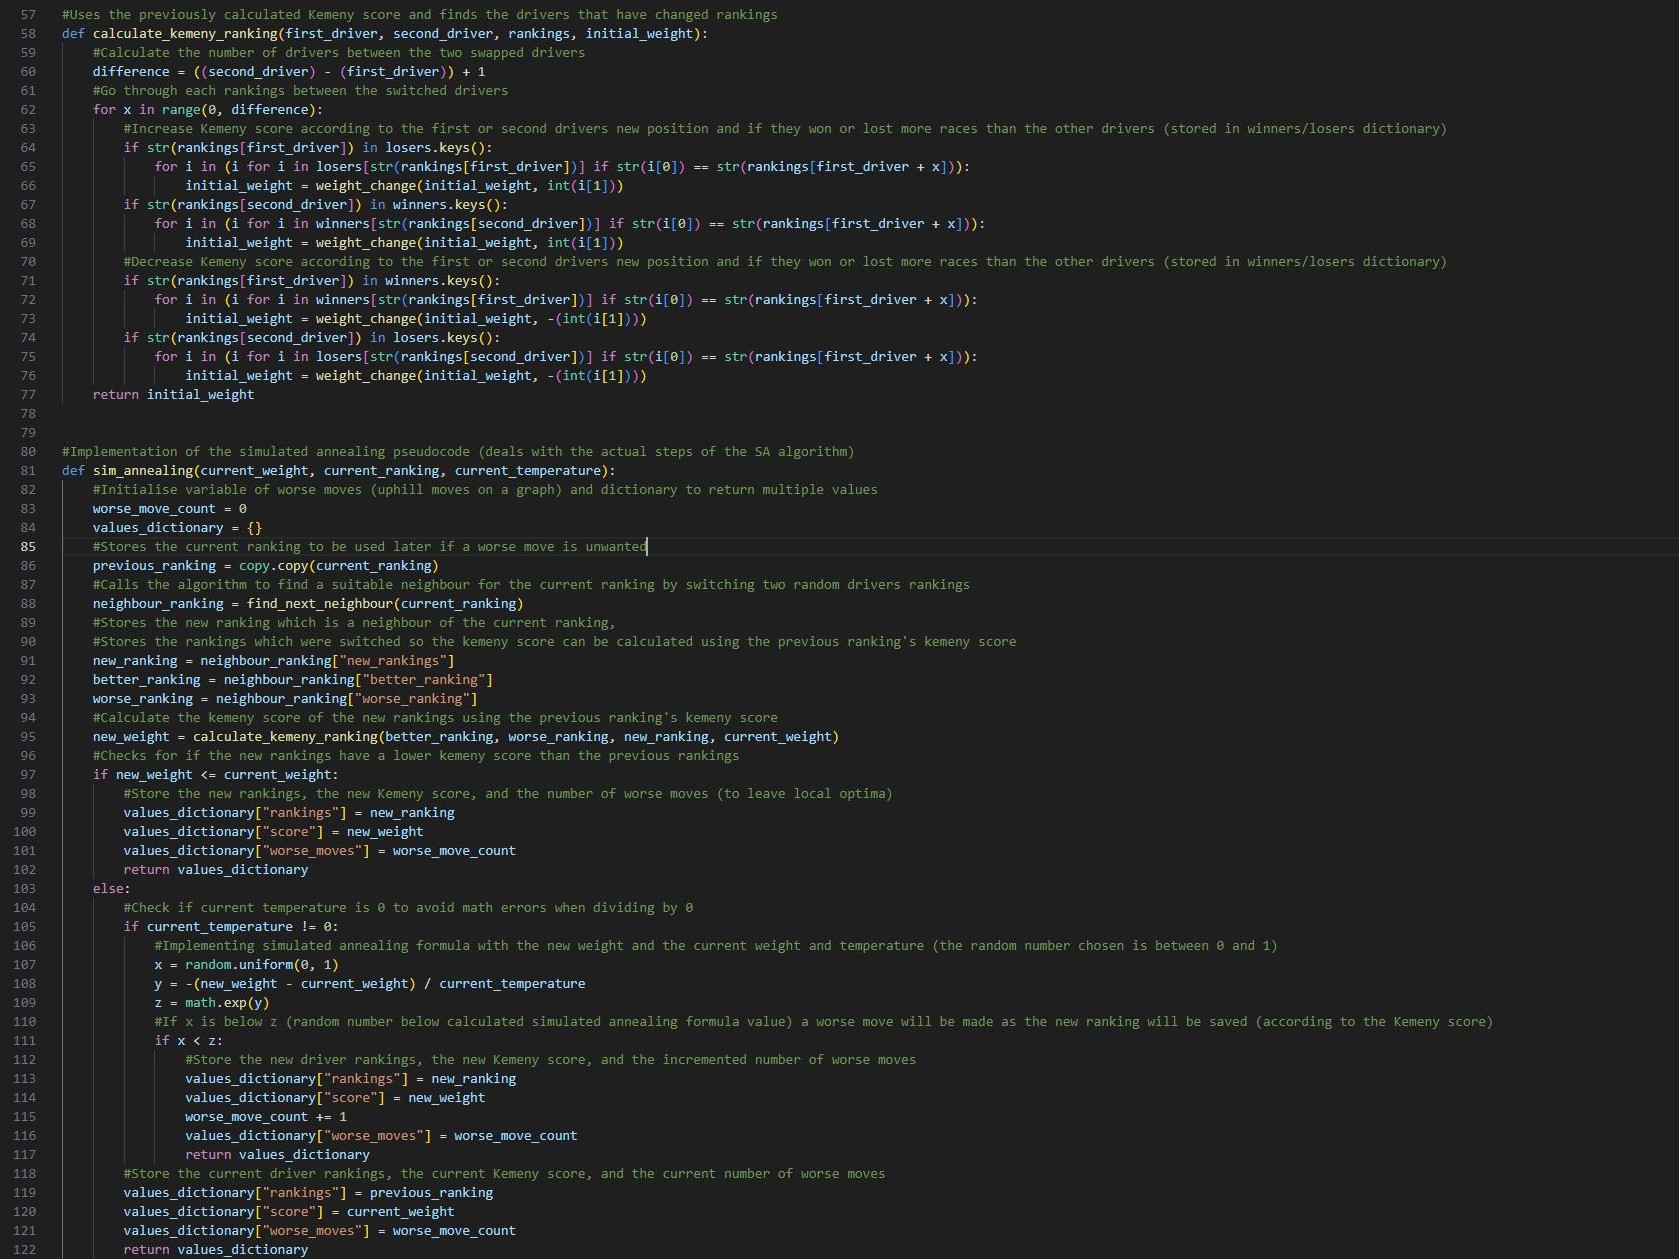 57 #Uses the previously calculated Kemeny score and finds the drivers that have changed rankings
58 def calculate_kemeny_ranking(first_driver, second_driver, rankings, initial_weight):
59     #Calculate the number of drivers between the two swapped drivers
60     difference = ((second_driver) - (first_driver)) + 1
61     #Go through each rankings between the switched drivers
62     for x in range(0, difference):
63         #Increase Kemeny score according to the first or second drivers new position and if they won or lost more races than the other drivers (stored in winners/losers dictionary)
64         if str(rankings[first_driver]) in losers.keys():
65             for i in (i for i in losers[str(rankings[first_driver])] if str(i[0]) == str(rankings[first_driver + x])):
66                 initial_weight = weight_change(initial_weight, int(i[1]))
67         if str(rankings[second_driver]) in winners.keys():
68             for i in (i for i in winners[str(rankings[second_driver])] if str(i[0]) == str(rankings[first_driver + x])):
69                 initial_weight = weight_change(initial_weight, int(i[1]))
70         #Decrease Kemeny score according to the first or second drivers new position and if they won or lost more races than the other drivers (stored in winners/losers dictionary)
71         if str(rankings[first_driver]) in winners.keys():
72             for i in (i for i in winners[str(rankings[first_driver])] if str(i[0]) == str(rankings[first_driver + x])):
73                 initial_weight = weight_change(initial_weight, -(int(i[1])))
74         if str(rankings[second_driver]) in losers.keys():
75             for i in (i for i in losers[str(rankings[second_driver])] if str(i[0]) == str(rankings[first_driver + x])):
76                 initial_weight = weight_change(initial_weight, -(int(i[1])))
77     return initial_weight
78
79
80 #Implementation of the simulated annealing pseudocode (deals with the actual steps of the SA algorithm)
81 def sim_annealing(current_weight, current_ranking, current_temperature):
82     #Initialise variable of worse moves (uphill moves on a graph) and dictionary to return multiple values
83     worse_move_count = 0
84     values_dictionary = {}
85     #Stores the current ranking to be used later if a worse move is unwanted
86     previous_ranking = copy.copy(current_ranking)
87     #Calls the algorithm to find a suitable neighbour for the current ranking by switching two random drivers rankings
88     neighbour_ranking = find_next_neighbour(current_ranking)
89     #Stores the new ranking which is a neighbour of the current ranking,
90     #Stores the rankings which were switched so the kemeny score can be calculated using the previous ranking's kemeny score
91     new_ranking = neighbour_ranking["new_rankings"]
92     better_ranking = neighbour_ranking["better_ranking"]
93     worse_ranking = neighbour_ranking["worse_ranking"]
94     #Calculate the kemeny score of the new rankings using the previous ranking's kemeny score
95     new_weight = calculate_kemeny_ranking(better_ranking, worse_ranking, new_ranking, current_weight)
96     #Checks for if the new rankings have a lower kemeny score than the previous rankings
97     if new_weight <= current_weight:
98         #Store the new rankings, the new Kemeny score, and the number of worse moves (to leave local optima)
99         values_dictionary["rankings"] = new_ranking
100         values_dictionary["score"] = new_weight
101         values_dictionary["worse_moves"] = worse_move_count
102         return values_dictionary
103     else:
104         #Check if current temperature is 0 to avoid math errors when dividing by 0
105         if current_temperature != 0:
106             #Implementing simulated annealing formula with the new weight and the current weight and temperature (the random number chosen is between 0 and 1)
107             x = random.uniform(0, 1)
108             y = -(new_weight - current_weight) / current_temperature
109             z = math.exp(y)
110             #If x is below z (random number below calculated simulated annealing formula value) a worse move will be made as the new ranking will be saved (according to the Kemeny score)
111             if x < z:
112                 #Store the new driver rankings, the new Kemeny score, and the incremented number of worse moves
113                 values_dictionary["rankings"] = new_ranking
114                 values_dictionary["score"] = new_weight
115                 worse_move_count += 1
116                 values_dictionary["worse_moves"] = worse_move_count
117                 return values_dictionary
118         #Store the current driver rankings, the current Kemeny score, and the current number of worse moves
119         values_dictionary["rankings"] = previous_ranking
120         values_dictionary["score"] = current_weight
121         values_dictionary["worse_moves"] = worse_move_count
122         return values_dictionary